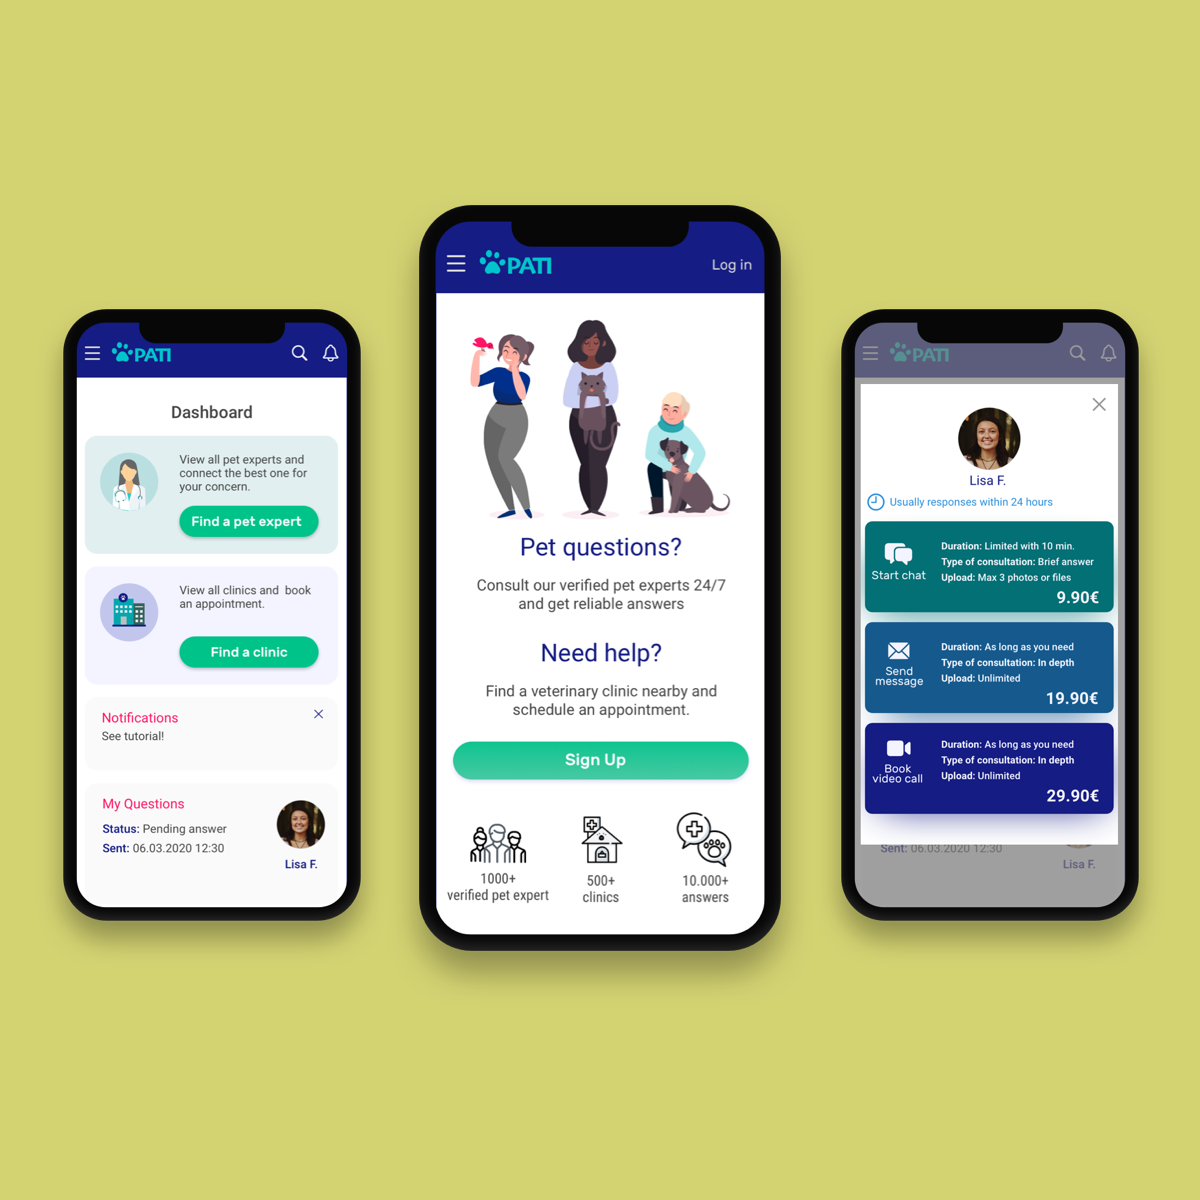 PATI
Dashboard
View all pet experts and
connect the best one for
your concern.
Find a pet expert
View all clinics and book
an appointment.
Find a clinic
Notifications
See tutorial!
My Questions
Status: Pending answer
Sent: 06.03.2020 12:30
Lisa F.
PATI
Log in
Pet questions?
Consult our verified pet experts 24/7
and get reliable answers
Need help?
Find a veterinary clinic nearby and
schedule an appointment.
Sign Up
1000+
verified pet expert
500+
clinics
10.000+
answers
PATI
Lisa F.
Usually responses within 24 hours
Start chat
Duration: Limited with 10 min.
Type of consultation: Brief answer
Upload: Max 3 photos or files
9.90€
Send
message
Duration: As long as you need
Type of consultation: In depth
Upload: Unlimited
19.90€
Book
video call
Duration: As long as you need
Type of consultation: In depth
Upload: Unlimited
29.90€
Sent: 06.03.2020 12:30
Lisa F.